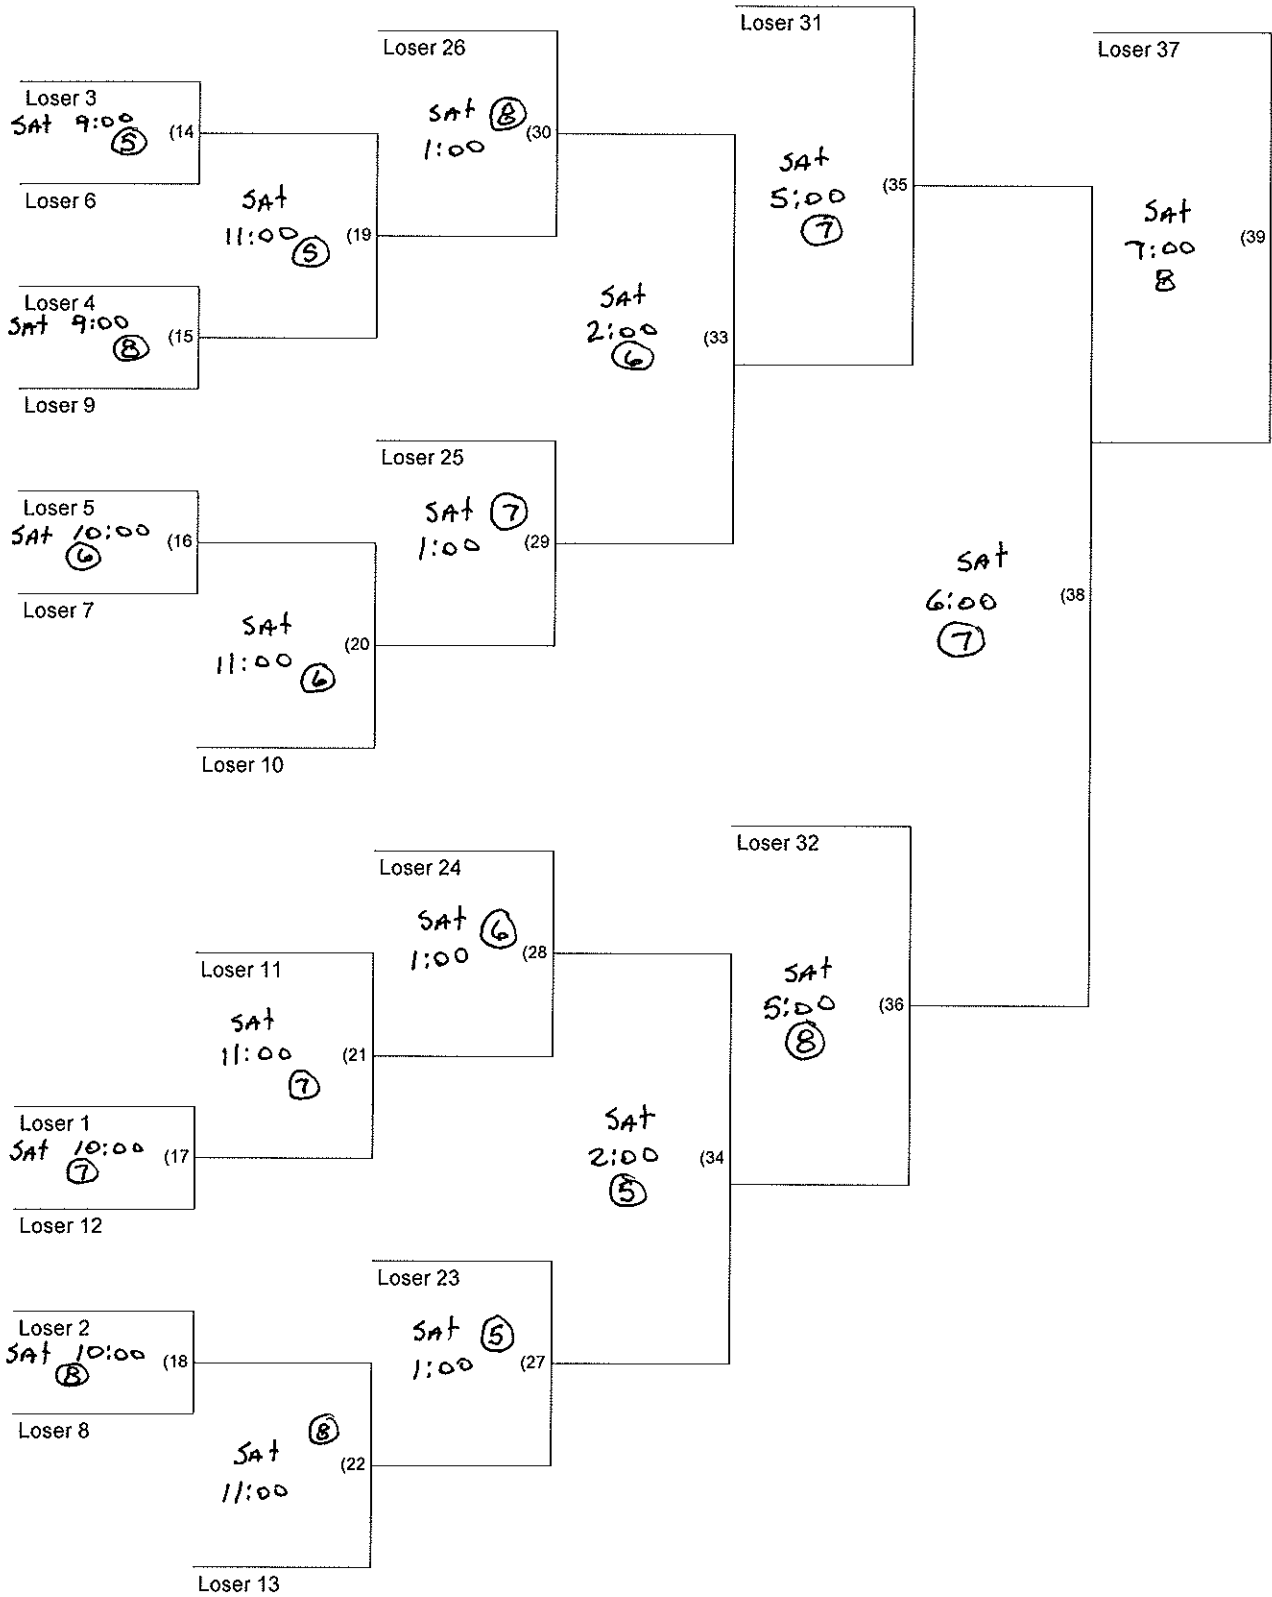 Loser 31
Loser 26
Loser 37
Loser 3
SAt 9:00
5
(14
Loser 6
SAt 8
1:00
(30
SAt
5:00
7
(35
SAt
7:00
8
(39
SAt
11:00
5
(19
Loser 4
SAt 9:00
8
(15
Loser 9
SAt
2:00
6
(33
Loser 25
SAt 7
1:00
(29
Loser 5
SAt 10:00
6
(16
Loser 7
SAt
11:00
6
(20
Loser 10
SAt
6:00
7
(38
Loser 32
Loser 24
SAt 6
1:00
(28
Loser 11
SAt
11:00
7
(21
SAt
5:00
8
(36
Loser 1
SAt 10:00
7
(17
Loser 12
SAt
2:00
5
(34
Loser 23
SAt 5
1:00
(27
Loser 2
SAt 10:00
8
(18
Loser 8
8
SAt
11:00
(22
Loser 13